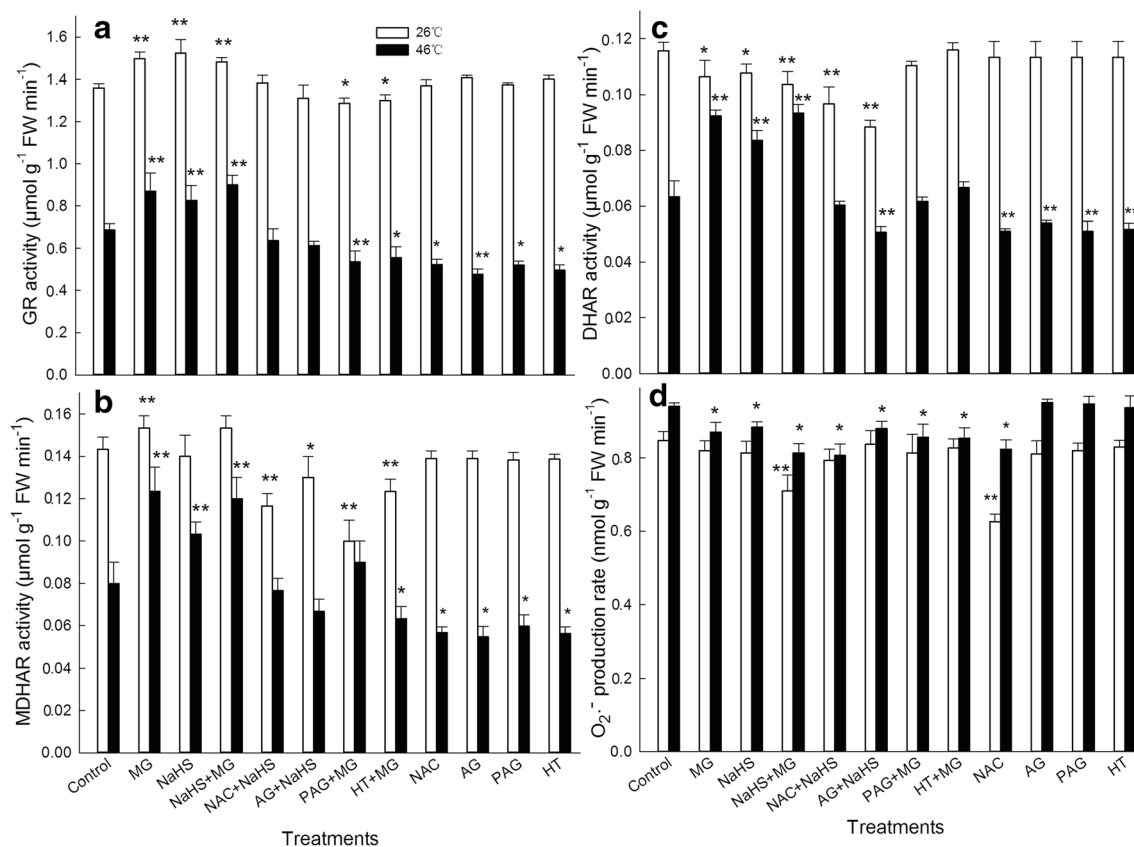 a
26℃
46℃
GR activity (µmol g⁻¹ FW min⁻¹)
1.6
1.4
1.2
1.0
0.8
0.6
0.4
0.2
0.0
** ** ** * *
** ** ** ** * * ** * *
b
MDHAR activity (µmol g⁻¹ FW min⁻¹)
0.16
0.14
0.12
0.10
0.08
0.06
0.04
0.02
0.00
** ** * ** **
** ** ** * * * * *
Control
MG
NaHS
NaHS+MG
NAC+NaHS
AG+NaHS
PAG+MG
HT+MG
NAC
AG
PAG
HT
Treatments
c
DHAR activity (µmol g⁻¹ FW min⁻¹)
0.12
0.10
0.08
0.06
0.04
0.02
0.00
* * ** ** **
** ** ** ** ** ** ** **
d
O₂·⁻ production rate (nmol g⁻¹ FW min⁻¹)
0.8
0.6
0.4
0.2
0.0
** **
* * * * * * * *
Control
MG
NaHS
NaHS+MG
NAC+NaHS
AG+NaHS
PAG+MG
HT+MG
NAC
AG
PAG
HT
Treatments